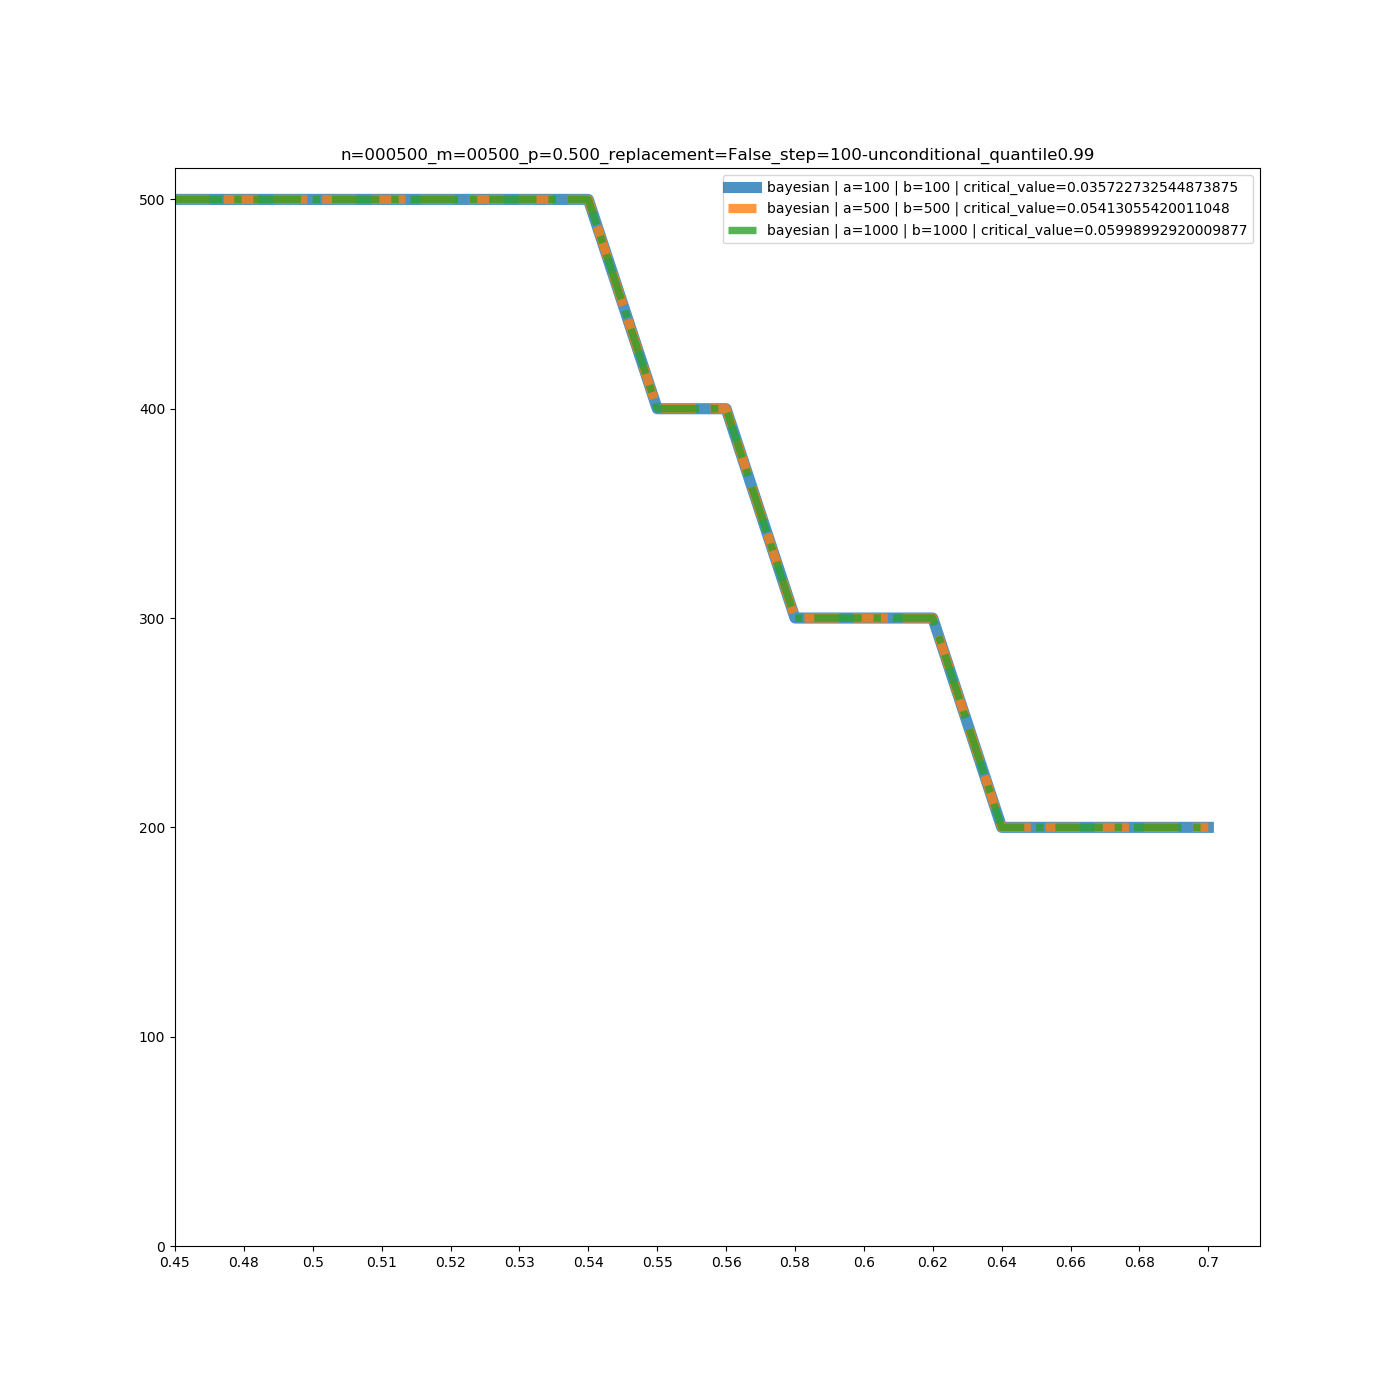 n=000500_m=00500_p=0.500_replacement=False_step=100-unconditional_quantile0.99
bayesian | a=100 | b=100 | critical_value=0.035722732544873875
bayesian | a=500 | b=500 | critical_value=0.05413055420011048
bayesian | a=1000 | b=1000 | critical_value=0.05998992920009877
500
400
300
200
100
0
0.45 0.48 0.5 0.51 0.52 0.53 0.54 0.55 0.56 0.58 0.6 0.62 0.64 0.66 0.68 0.7